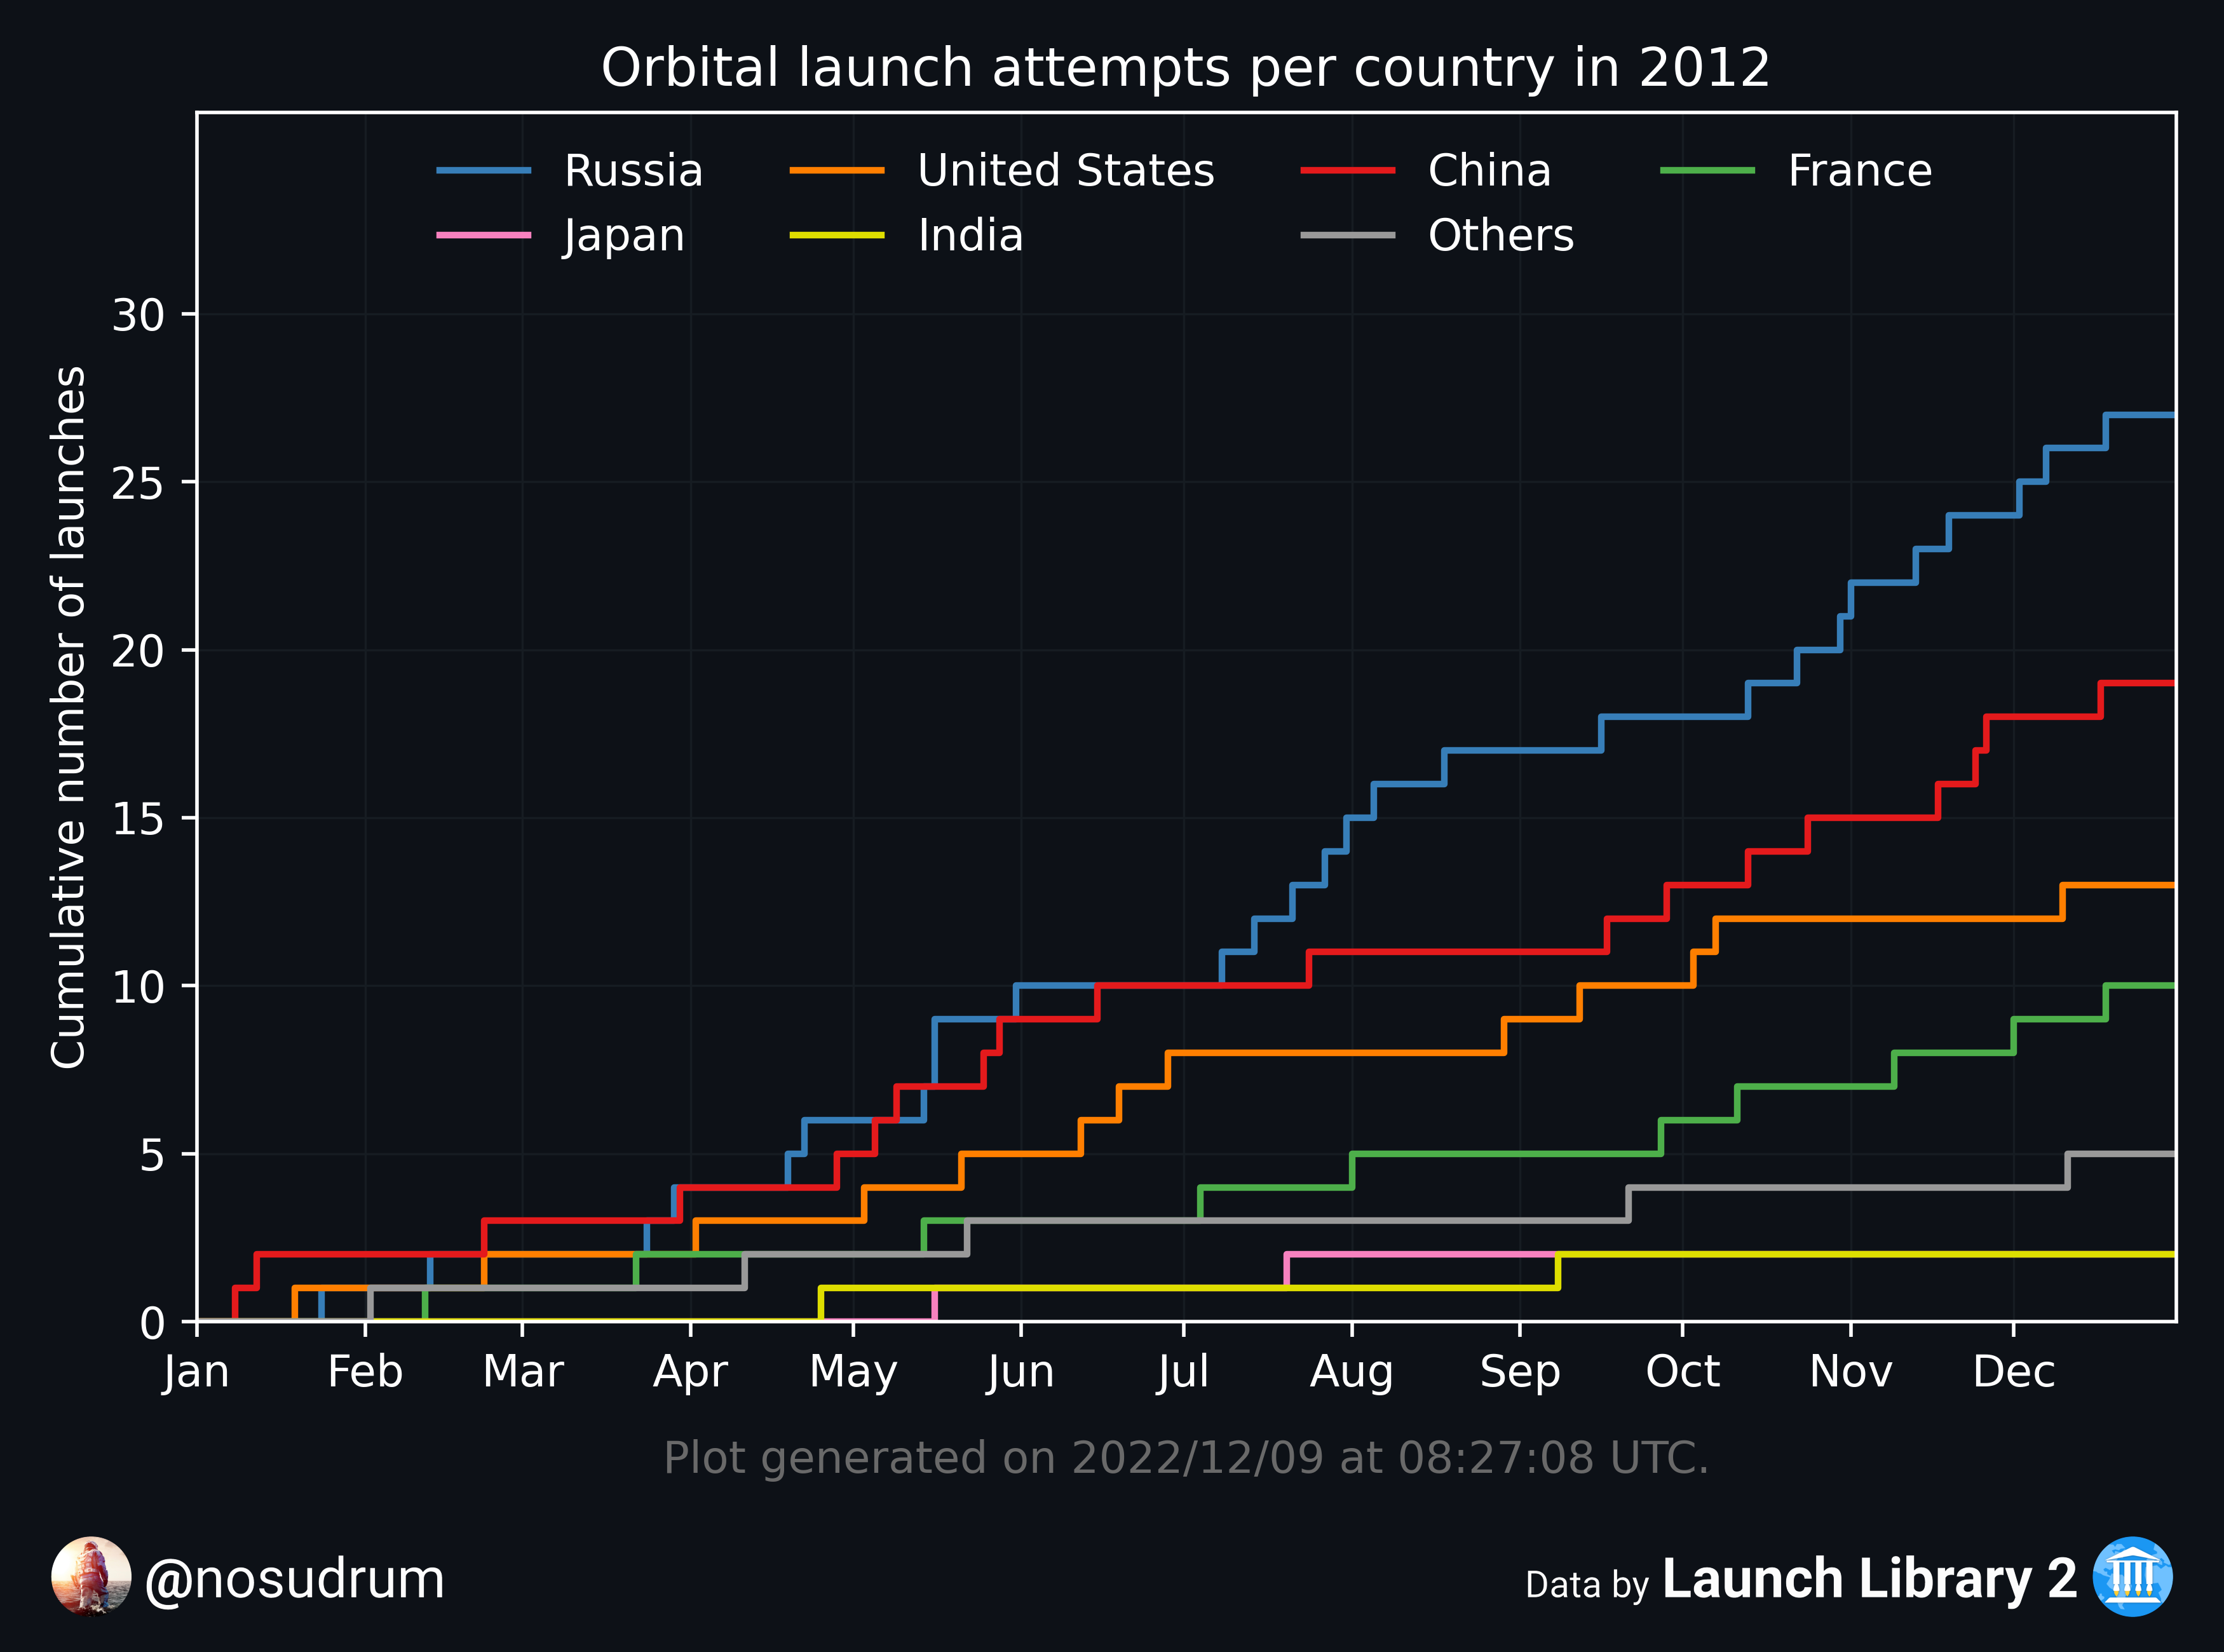 Orbital launch attempts per country in 2012
Russia United States China France
Japan India Others
Cumulative number of launches
30
25
20
15
10
5
0
Jan Feb Mar Apr May Jun Jul Aug Sep Oct Nov Dec
Plot generated on 2022/12/09 at 08:27:08 UTC.
@nosudrum
Data by Launch Library 2